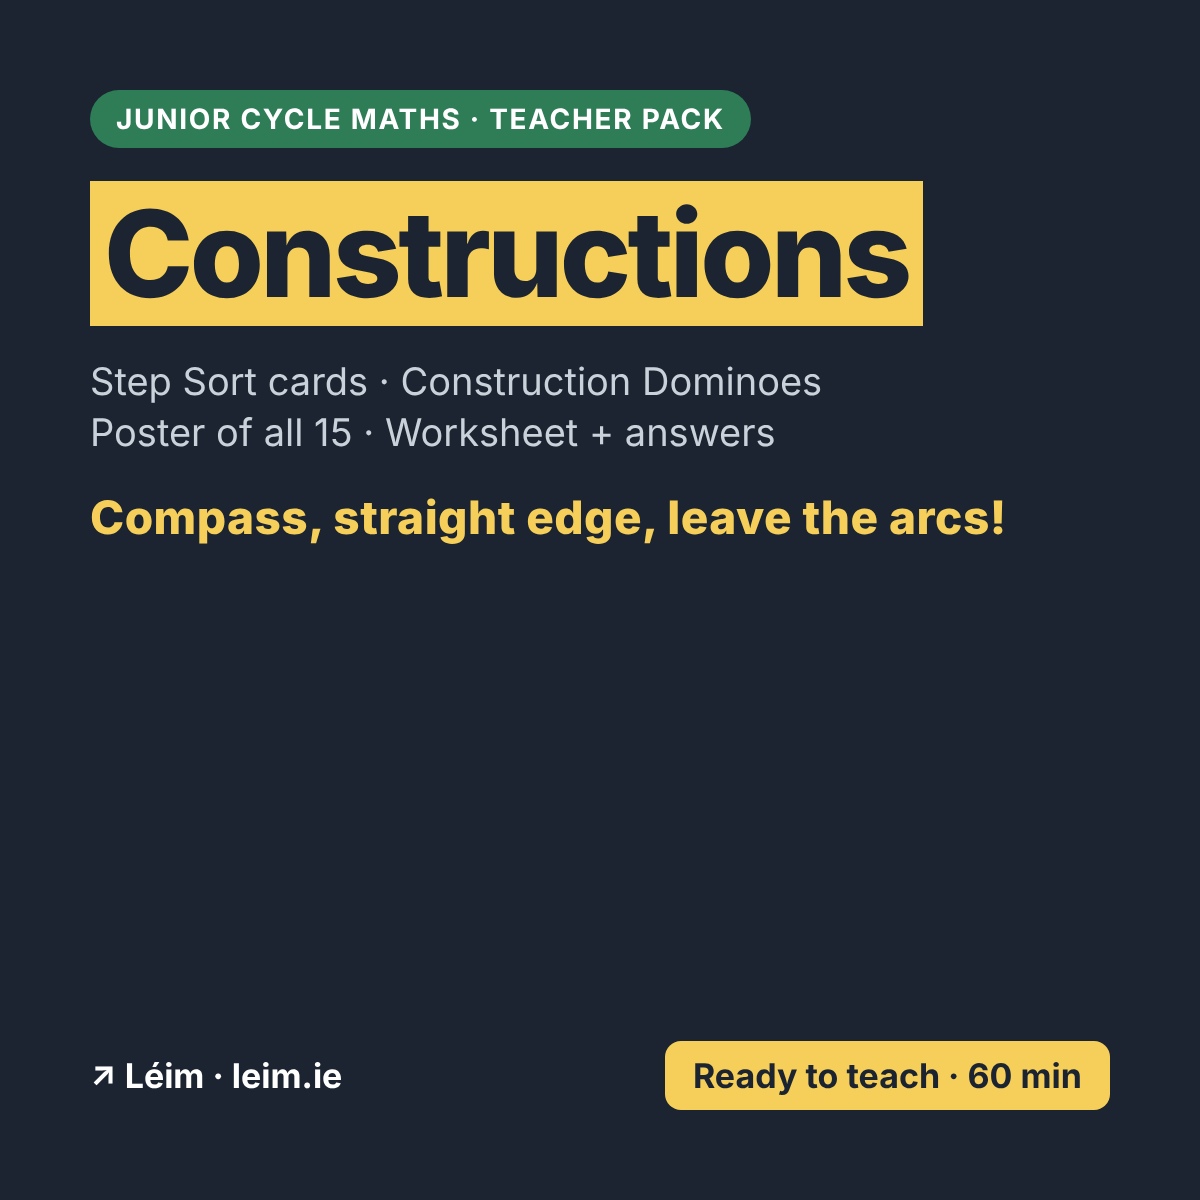 JUNIOR CYCLE MATHS · TEACHER PACK
Constructions
Step Sort cards · Construction Dominoes
Poster of all 15 · Worksheet + answers
Compass, straight edge, leave the arcs!
↗ Léim · leim.ie
Ready to teach · 60 min